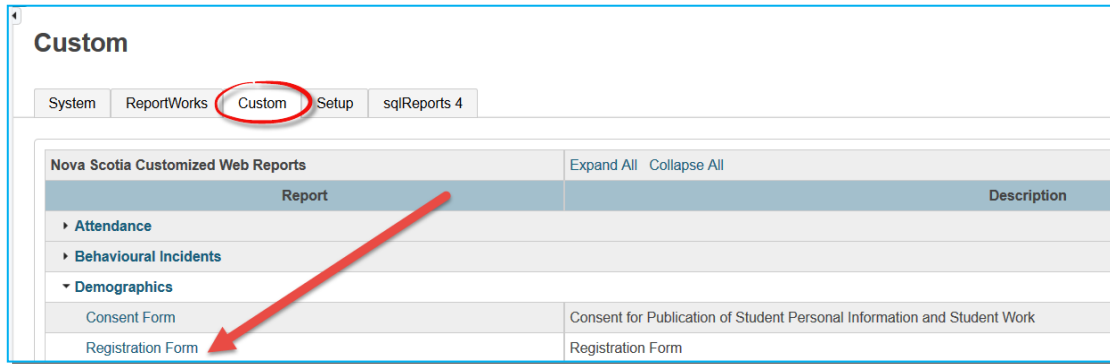 Custom
System ReportWorks Custom Setup sqlReports 4
Nova Scotia Customized Web Reports Expand All Collapse All
Report Description
Attendance
Behavioural Incidents
Demographics
Consent Form Consent for Publication of Student Personal Information and Student Work
Registration Form Registration Form